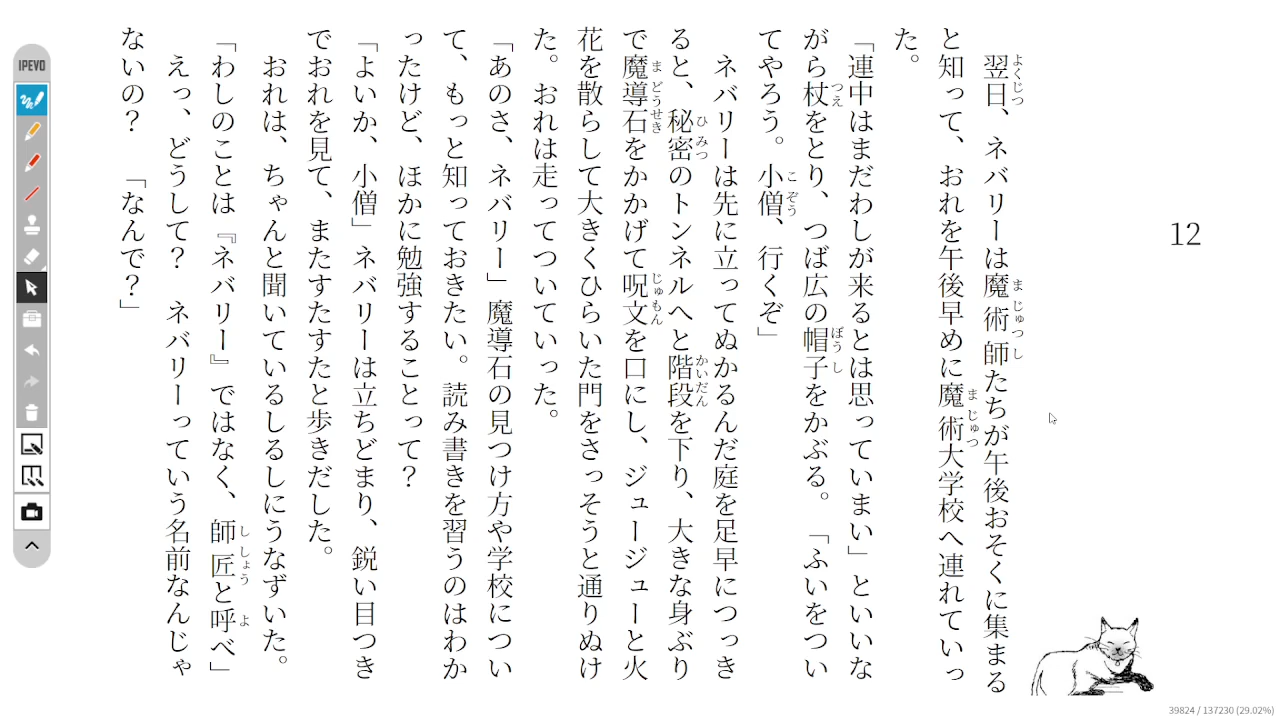 12
翌日、ネバリーは魔術師たちが午後おそくに集まる
と知って、おれを午後早めに魔術大学校へ連れていっ
た。
「連中はまだわしが来るとは思っていまい」といいな
がら杖をとり、つば広の帽子をかぶる。「ふいをつい
てやろう。小僧、行くぞ」
ネバリーは先に立ってぬかるんだ庭を足早につっき
ると、秘密のトンネルへと階段を下り、大きな身ぶり
で魔導石をかかげて呪文を口にし、ジュージューと火
花を散らして大きくひらいた門をさっそうと通りぬけ
た。おれは走ってついていった。
「あのさ、ネバリー」魔導石の見つけ方や学校につい
て、もっと知っておきたい。読み書きを習うのはわか
ったけど、ほかに勉強することって？
「よいか、小僧」ネバリーは立ちどまり、鋭い目つき
でおれを見て、またすたすたと歩きだした。
おれは、ちゃんと聞いているしるしにうなずいた。
「わしのことは『ネバリー』ではなく、師匠と呼べ」
えっ、どうして？　ネバリーっていう名前なんじゃ
ないの？　「なんで？」
IPEVO
39824 / 137230 (29.02%)